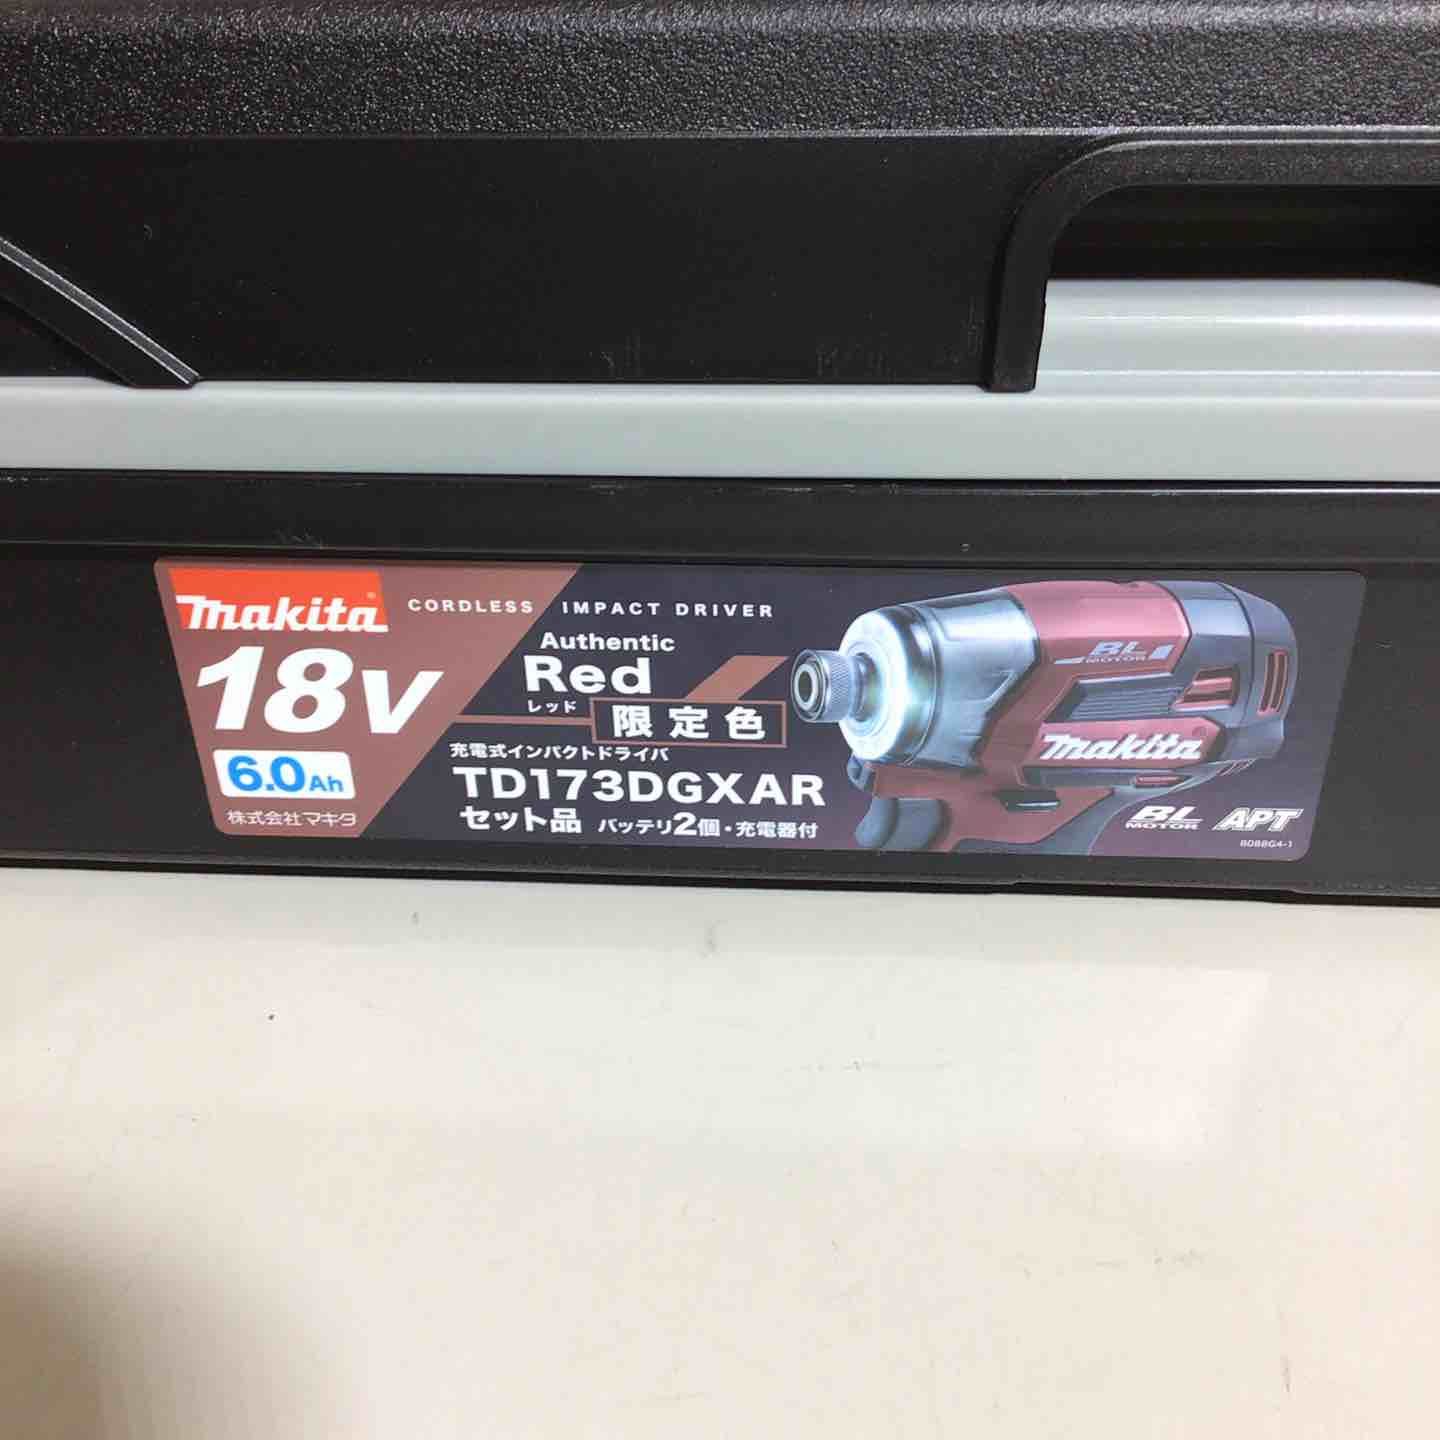 makita
CORDLESS IMPACT DRIVER
18V
6.0Ah
株式会社マキタ
Authentic
Red
レッド
限定色
充電式インパクトドライバ
TD173DGXAR
セット品 バッテリ2個・充電器付
BL
MOTOR
makita
BL
MOTOR
APT
8088G4-1